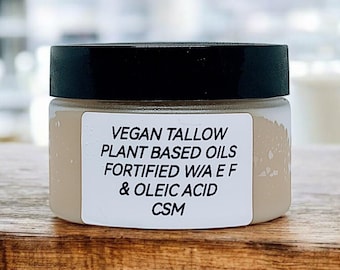 VEGAN TALLOW
PLANT BASED OILS
FORTIFIED W/A E F
& OLEIC ACID
CSM